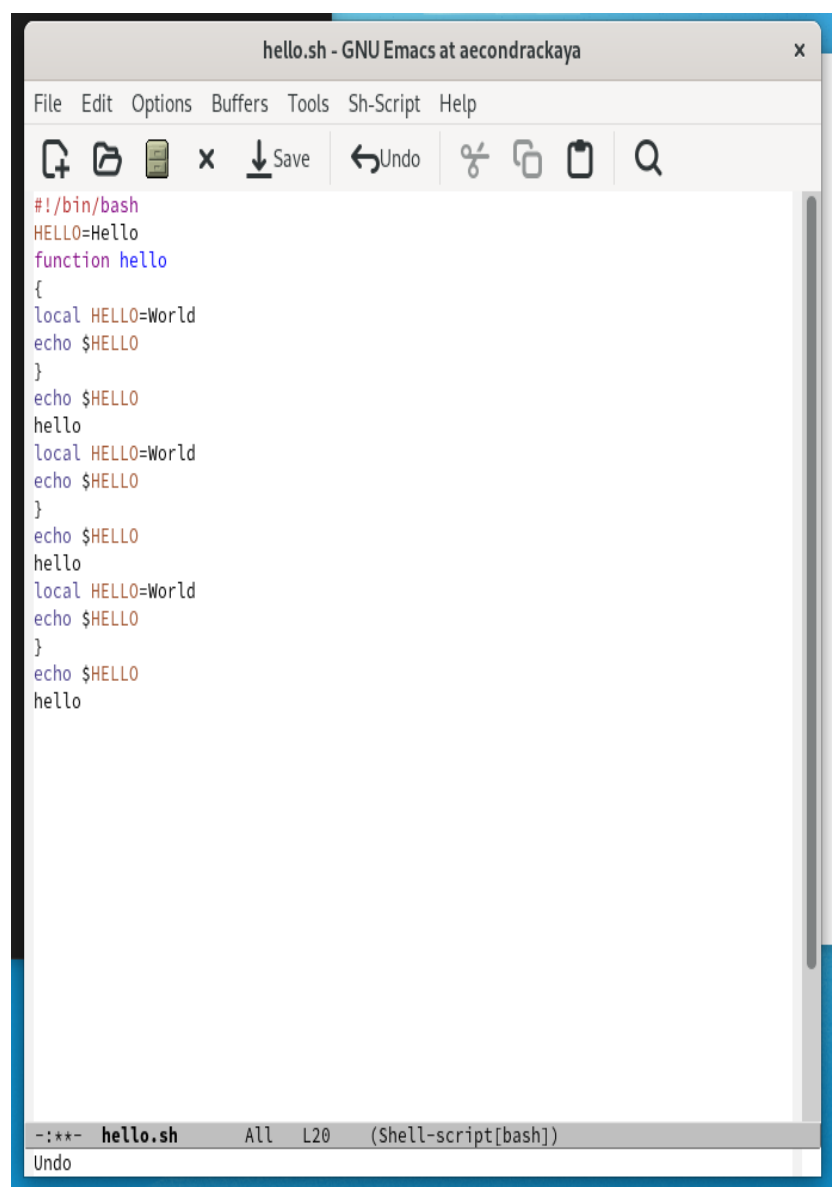 hello.sh - GNU Emacs at aecondrackaya x
File Edit Options Buffers Tools Sh-Script Help
Save Undo
#!/bin/bash
HELLO=Hello
function hello
{
local HELLO=World
echo $HELLO
}
echo $HELLO
hello
local HELLO=World
echo $HELLO
}
echo $HELLO
hello
local HELLO=World
echo $HELLO
}
echo $HELLO
hello
-:**- hello.sh All L20 (Shell-script[bash])
Undo